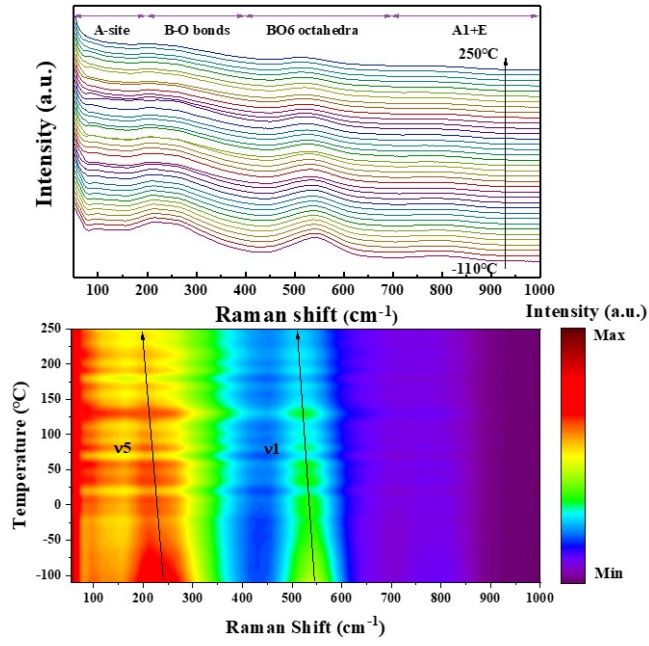 A-site B-O bonds BO6 octahedra A1+E
250°C
Intensity (a.u.)
-110°C
100 200 300 400 500 600 700 800 900 1000
Raman shift (cm-1)
Intensity (a.u.)
Max
Min
250
200
150
100
50
0
-50
-100
Temperature (°C)
ν5
ν1
100 200 300 400 500 600 700 800 900 1000
Raman Shift (cm-1)